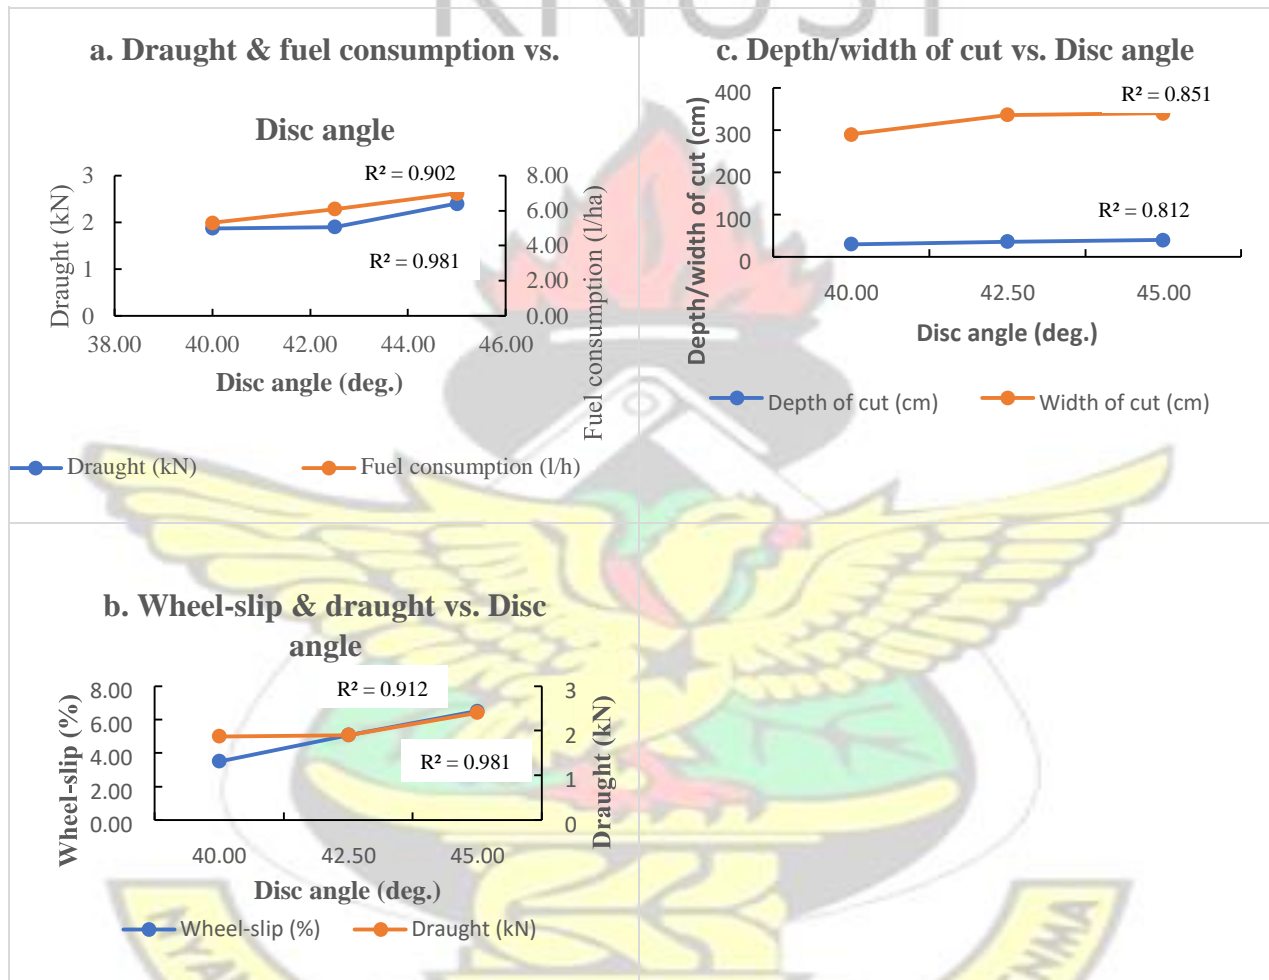 KNUST
a. Draught & fuel consumption vs.
Disc angle
R² = 0.902
R² = 0.981
3
2
1
0
Draught (kN)
8.00
6.00
4.00
2.00
0.00
Fuel consumption (l/ha)
38.00 40.00 42.00 44.00 46.00
Disc angle (deg.)
Draught (kN) Fuel consumption (l/h)
c. Depth/width of cut vs. Disc angle
R² = 0.851
R² = 0.812
400
300
200
100
0
Depth/width of cut (cm)
40.00 42.50 45.00
Disc angle (deg.)
Depth of cut (cm) Width of cut (cm)
b. Wheel-slip & draught vs. Disc
angle
R² = 0.912
R² = 0.981
8.00
6.00
4.00
2.00
0.00
Wheel-slip (%)
3
2
1
0
Draught (kN)
40.00 42.50 45.00
Disc angle (deg.)
Wheel-slip (%) Draught (kN)